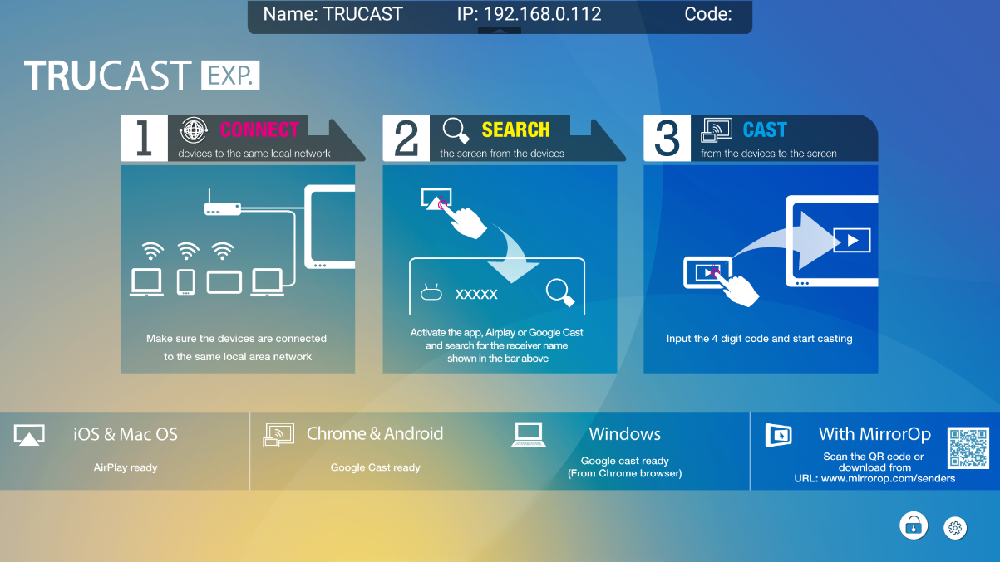 Name: TRUCAST IP: 192.168.0.112 Code:
TRUCAST EXP.
1 CONNECT
devices to the same local network
Make sure the devices are connected
to the same local area network
2 SEARCH
the screen from the devices
XXXXX
Activate the app, Airplay or Google Cast
and search for the receiver name
shown in the bar above
3 CAST
from the devices to the screen
Input the 4 digit code and start casting
iOS & Mac OS
AirPlay ready
Chrome & Android
Google Cast ready
Windows
Google cast ready
(From Chrome browser)
With MirrorOp
Scan the QR code or
download from
URL: www.mirrorop.com/senders